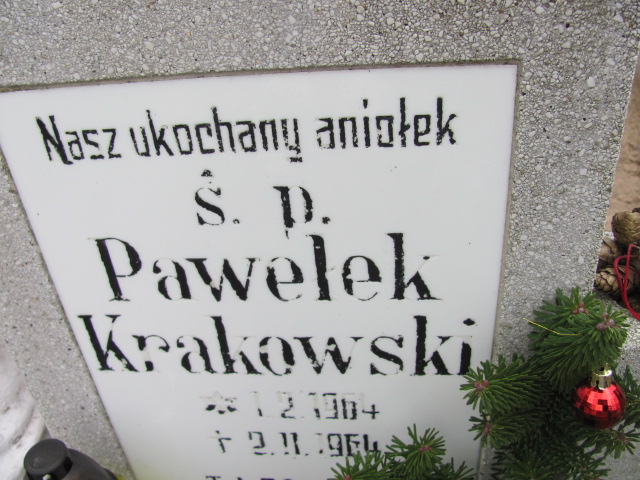 Nasz ukochany aniołek
ś. p.
Pawełek
Krakowski
* 1.2.1964
† 2.11.1964